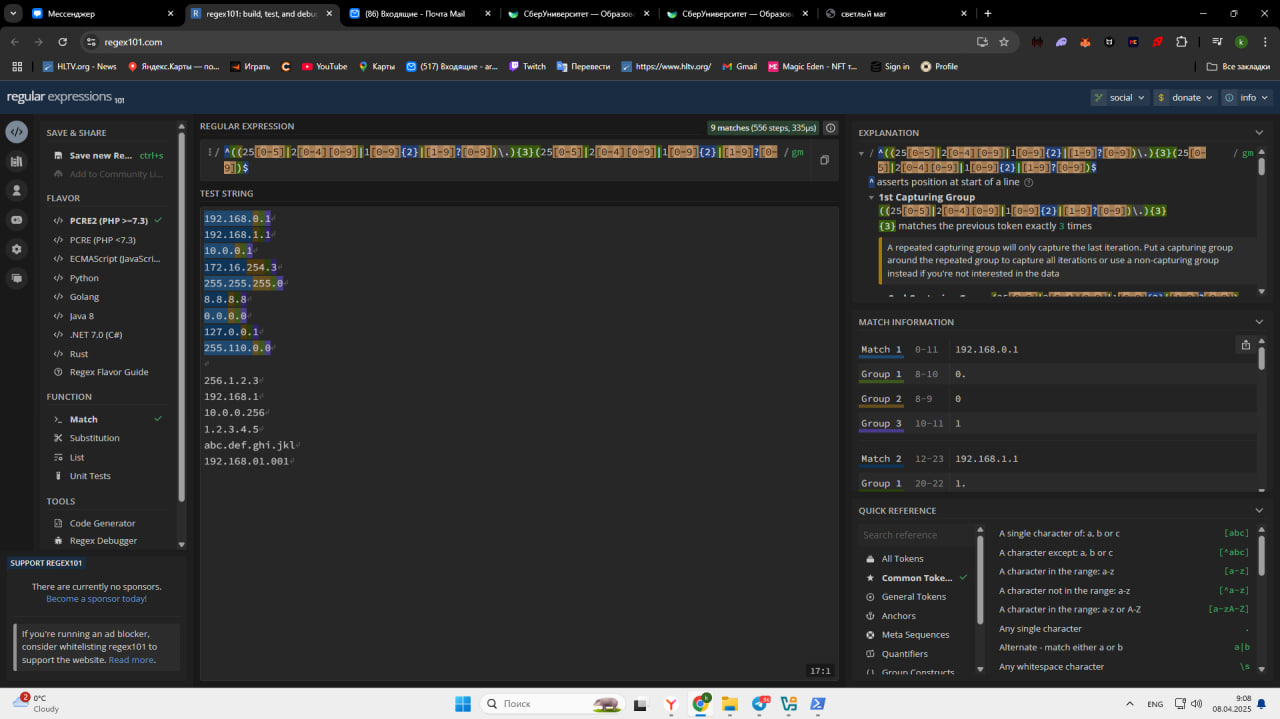 Мессенджер
regex101: build, test, and debug
(86) Входящие - Почта Mail
СберУниверситет — Образов
СберУниверситет — Образов
светлый маг
regex101.com
k
HLTV.org - News
Яндекс.Карты — по...
Играть
YouTube
Карты
(517) Входящие - ar...
Twitch
Перевести
https://www.hltv.org/
Gmail
Magic Eden - NFT т...
Sign in
Profile
Все закладки
regular expressions 101
social
$ donate
info
SAVE & SHARE
Save new Re... ctrl+s
Add to Community Li...
FLAVOR
</> PCRE2 (PHP >=7.3)
</> PCRE (PHP <7.3)
</> ECMAScript (JavaScri...
</> Python
</> Golang
</> Java 8
</> .NET 7.0 (C#)
</> Rust
Regex Flavor Guide
FUNCTION
>_ Match
Substitution
List
Unit Tests
TOOLS
Code Generator
Regex Debugger
SUPPORT REGEX101
There are currently no sponsors.
Become a sponsor today!
If you're running an ad blocker,
consider whitelisting regex101 to
support the website. Read more.
REGULAR EXPRESSION
9 matches (556 steps, 335µs)
/ ^((25[0-5]|2[0-4][0-9]|1[0-9]{2}|[1-9]?[0-9])\.){3}(25[0-5]|2[0-4][0-9]|1[0-9]{2}|[1-9]?[0- / gm
9])$
TEST STRING
192.168.0.1
192.168.1.1
10.0.0.1
172.16.254.3
255.255.255.0
8.8.8.8
0.0.0.0
127.0.0.1
255.110.0.0
256.1.2.3
192.168.1
10.0.0.256
1.2.3.4.5
abc.def.ghi.jkl
192.168.01.001
17:1
EXPLANATION
/ ^((25[0-5]|2[0-4][0-9]|1[0-9]{2}|[1-9]?[0-9])\.){3}(25[0- / gm
5]|2[0-4][0-9]|1[0-9]{2}|[1-9]?[0-9])$
^ asserts position at start of a line
1st Capturing Group
((25[0-5]|2[0-4][0-9]|1[0-9]{2}|[1-9]?[0-9])\.){3}
{3} matches the previous token exactly 3 times
A repeated capturing group will only capture the last iteration. Put a capturing group
around the repeated group to capture all iterations or use a non-capturing group
instead if you're not interested in the data
MATCH INFORMATION
Match 1 0-11 192.168.0.1
Group 1 8-10 0.
Group 2 8-9 0
Group 3 10-11 1
Match 2 12-23 192.168.1.1
Group 1 20-22 1.
QUICK REFERENCE
Search reference
All Tokens
Common Toke...
General Tokens
Anchors
Meta Sequences
Quantifiers
Group Constructs
A single character of: a, b or c [abc]
A character except: a, b or c [^abc]
A character in the range: a-z [a-z]
A character not in the range: a-z [^a-z]
A character in the range: a-z or A-Z [a-zA-Z]
Any single character .
Alternate - match either a or b a|b
Any whitespace character \s
2
0°C
Cloudy
Поиск
ENG
9:08
08.04.2025